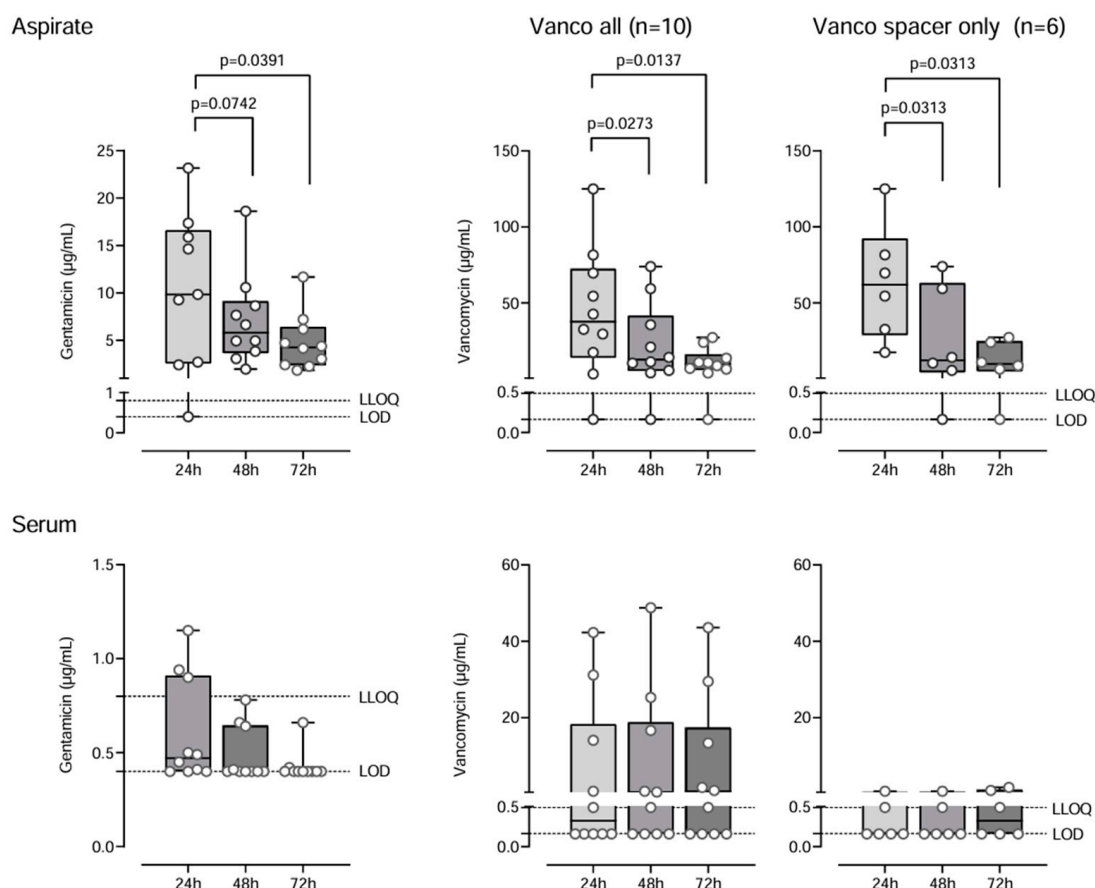 Aspirate
Vanco all (n=10)
Vanco spacer only (n=6)
p=0.0391
p=0.0742
p=0.0137
p=0.0273
p=0.0313
p=0.0313
Gentamicin (µg/mL)
25
20
15
10
5
1
0
LLOQ
LOD
24h 48h 72h
Vancomycin (µg/mL)
150
100
50
0.5
0.0
24h 48h 72h
150
100
50
0.5
0.0
LLOQ
LOD
24h 48h 72h
Serum
Gentamicin (µg/mL)
1.5
1.0
0.5
0.0
LLOQ
LOD
24h 48h 72h
Vancomycin (µg/mL)
60
40
20
0.5
0.0
24h 48h 72h
60
40
20
0.5
0.0
LLOQ
LOD
24h 48h 72h